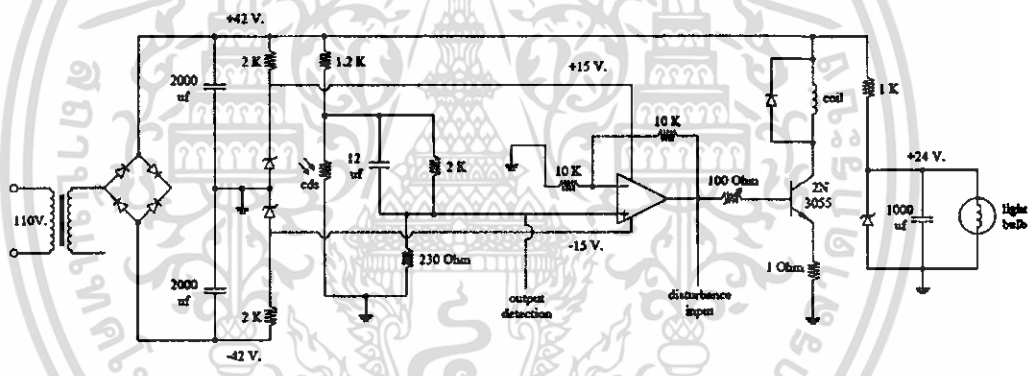 +42 V.
2 K
1.2 K
2000
uf
+15 V.
coil
1 K
10 K
110V.
cds
12
uf
2 K
10 K
100 Ohm
2N
3055
+24 V.
1000
uf
light
bulb
-15 V.
230 Ohm
1 Ohm
2000
uf
2 K
output
detection
disturbance
input
-42 V.